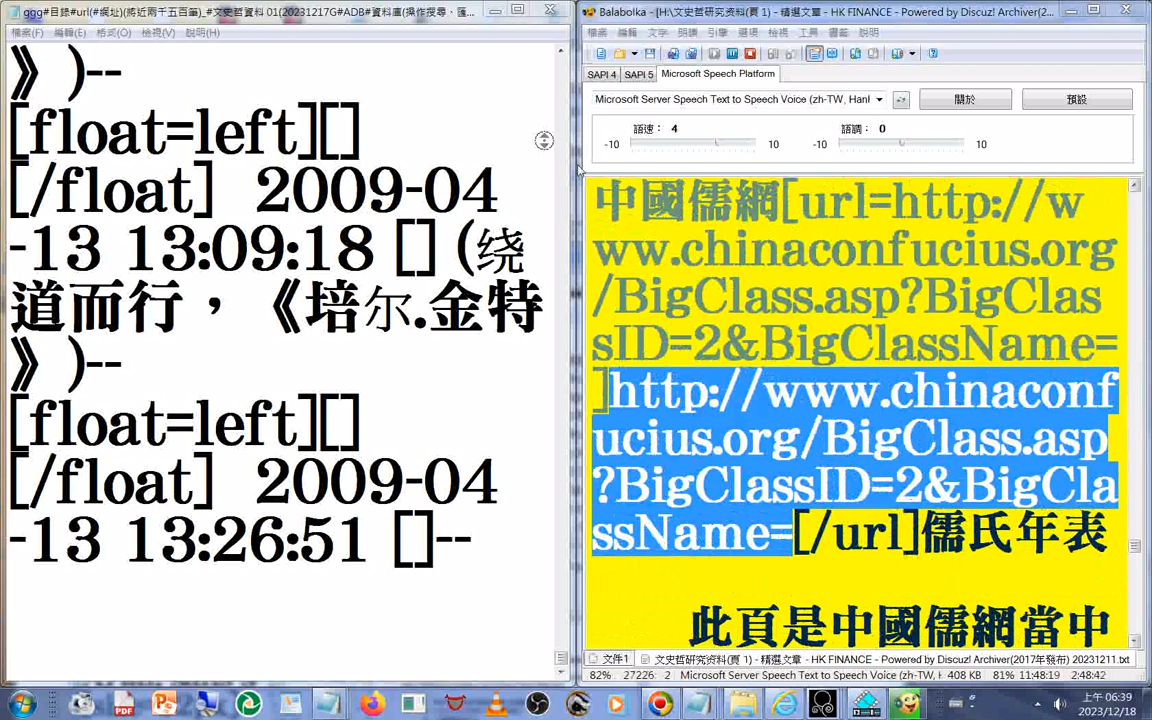 ggg#目錄#url(#網址)(將近兩千五百筆)_#文史哲資料 01(20231217G#ADB#資料庫(操作搜尋、匯...
檔案(F) 編輯(E) 格式(O) 檢視(V) 說明(H)
》)--
[float=left][]
[/float] 2009-04
-13 13:09:18 [] (绕
道而行，《培尔.金特
》)--
[float=left][]
[/float] 2009-04
-13 13:26:51 []--
Balabolka - [H:\文史哲研究资料(頁 1) - 精選文章 - HK FINANCE - Powered by Discuz! Archiver(2...
檔案 編輯 文字 朗讀 引擎 選項 檢視 工具 書籤 說明
SAPI 4 SAPI 5 Microsoft Speech Platform
Microsoft Server Speech Text to Speech Voice (zh-TW, HanH 關於 預設
語速： 4 語調： 0
-10 10 -10 10
中國儒網[url=http://w
ww.chinaconfucius.org
/BigClass.asp?BigClas
sID=2&BigClassName=
]http://www.chinaconf
ucius.org/BigClass.asp
?BigClassID=2&BigCla
ssName=[/url]儒氏年表
此頁是中國儒網當中
文件1 文史哲研究资料(頁 1) - 精選文章 - HK FINANCE - Powered by Discuz! Archiver(2017年發布) 20231211.txt
82% 27226: 2 Microsoft Server Speech Text to Speech Voice (zh-T 408 KB 81% 11:48:19 2:48:42
上午 06:39
2023/12/18